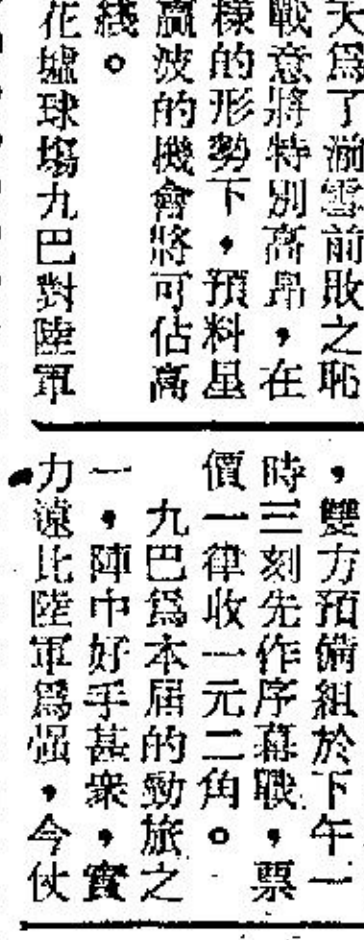 天爲了湔雪前敗之恥
戰意將特別高昂，在
樣的形勢下，預料星
贏波的機會將可佔高
綫。
花墟球塲九巴對陸軍
，雙方預備組於下午一
時三刻先作序幕戰，票
價一律收一元二角。
九巴爲本届的勁旅之
一，陣中好手甚衆，實
力遠比陸軍爲强，今仗